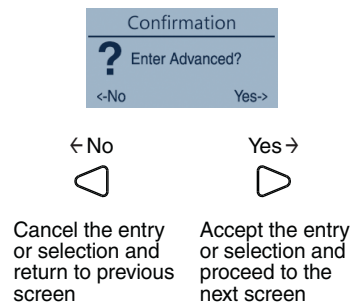 Confirmation
? Enter Advanced?
<-No Yes->
←No Yes→
Cancel the entry
or selection and
return to previous
screen
Accept the entry
or selection and
proceed to the
next screen